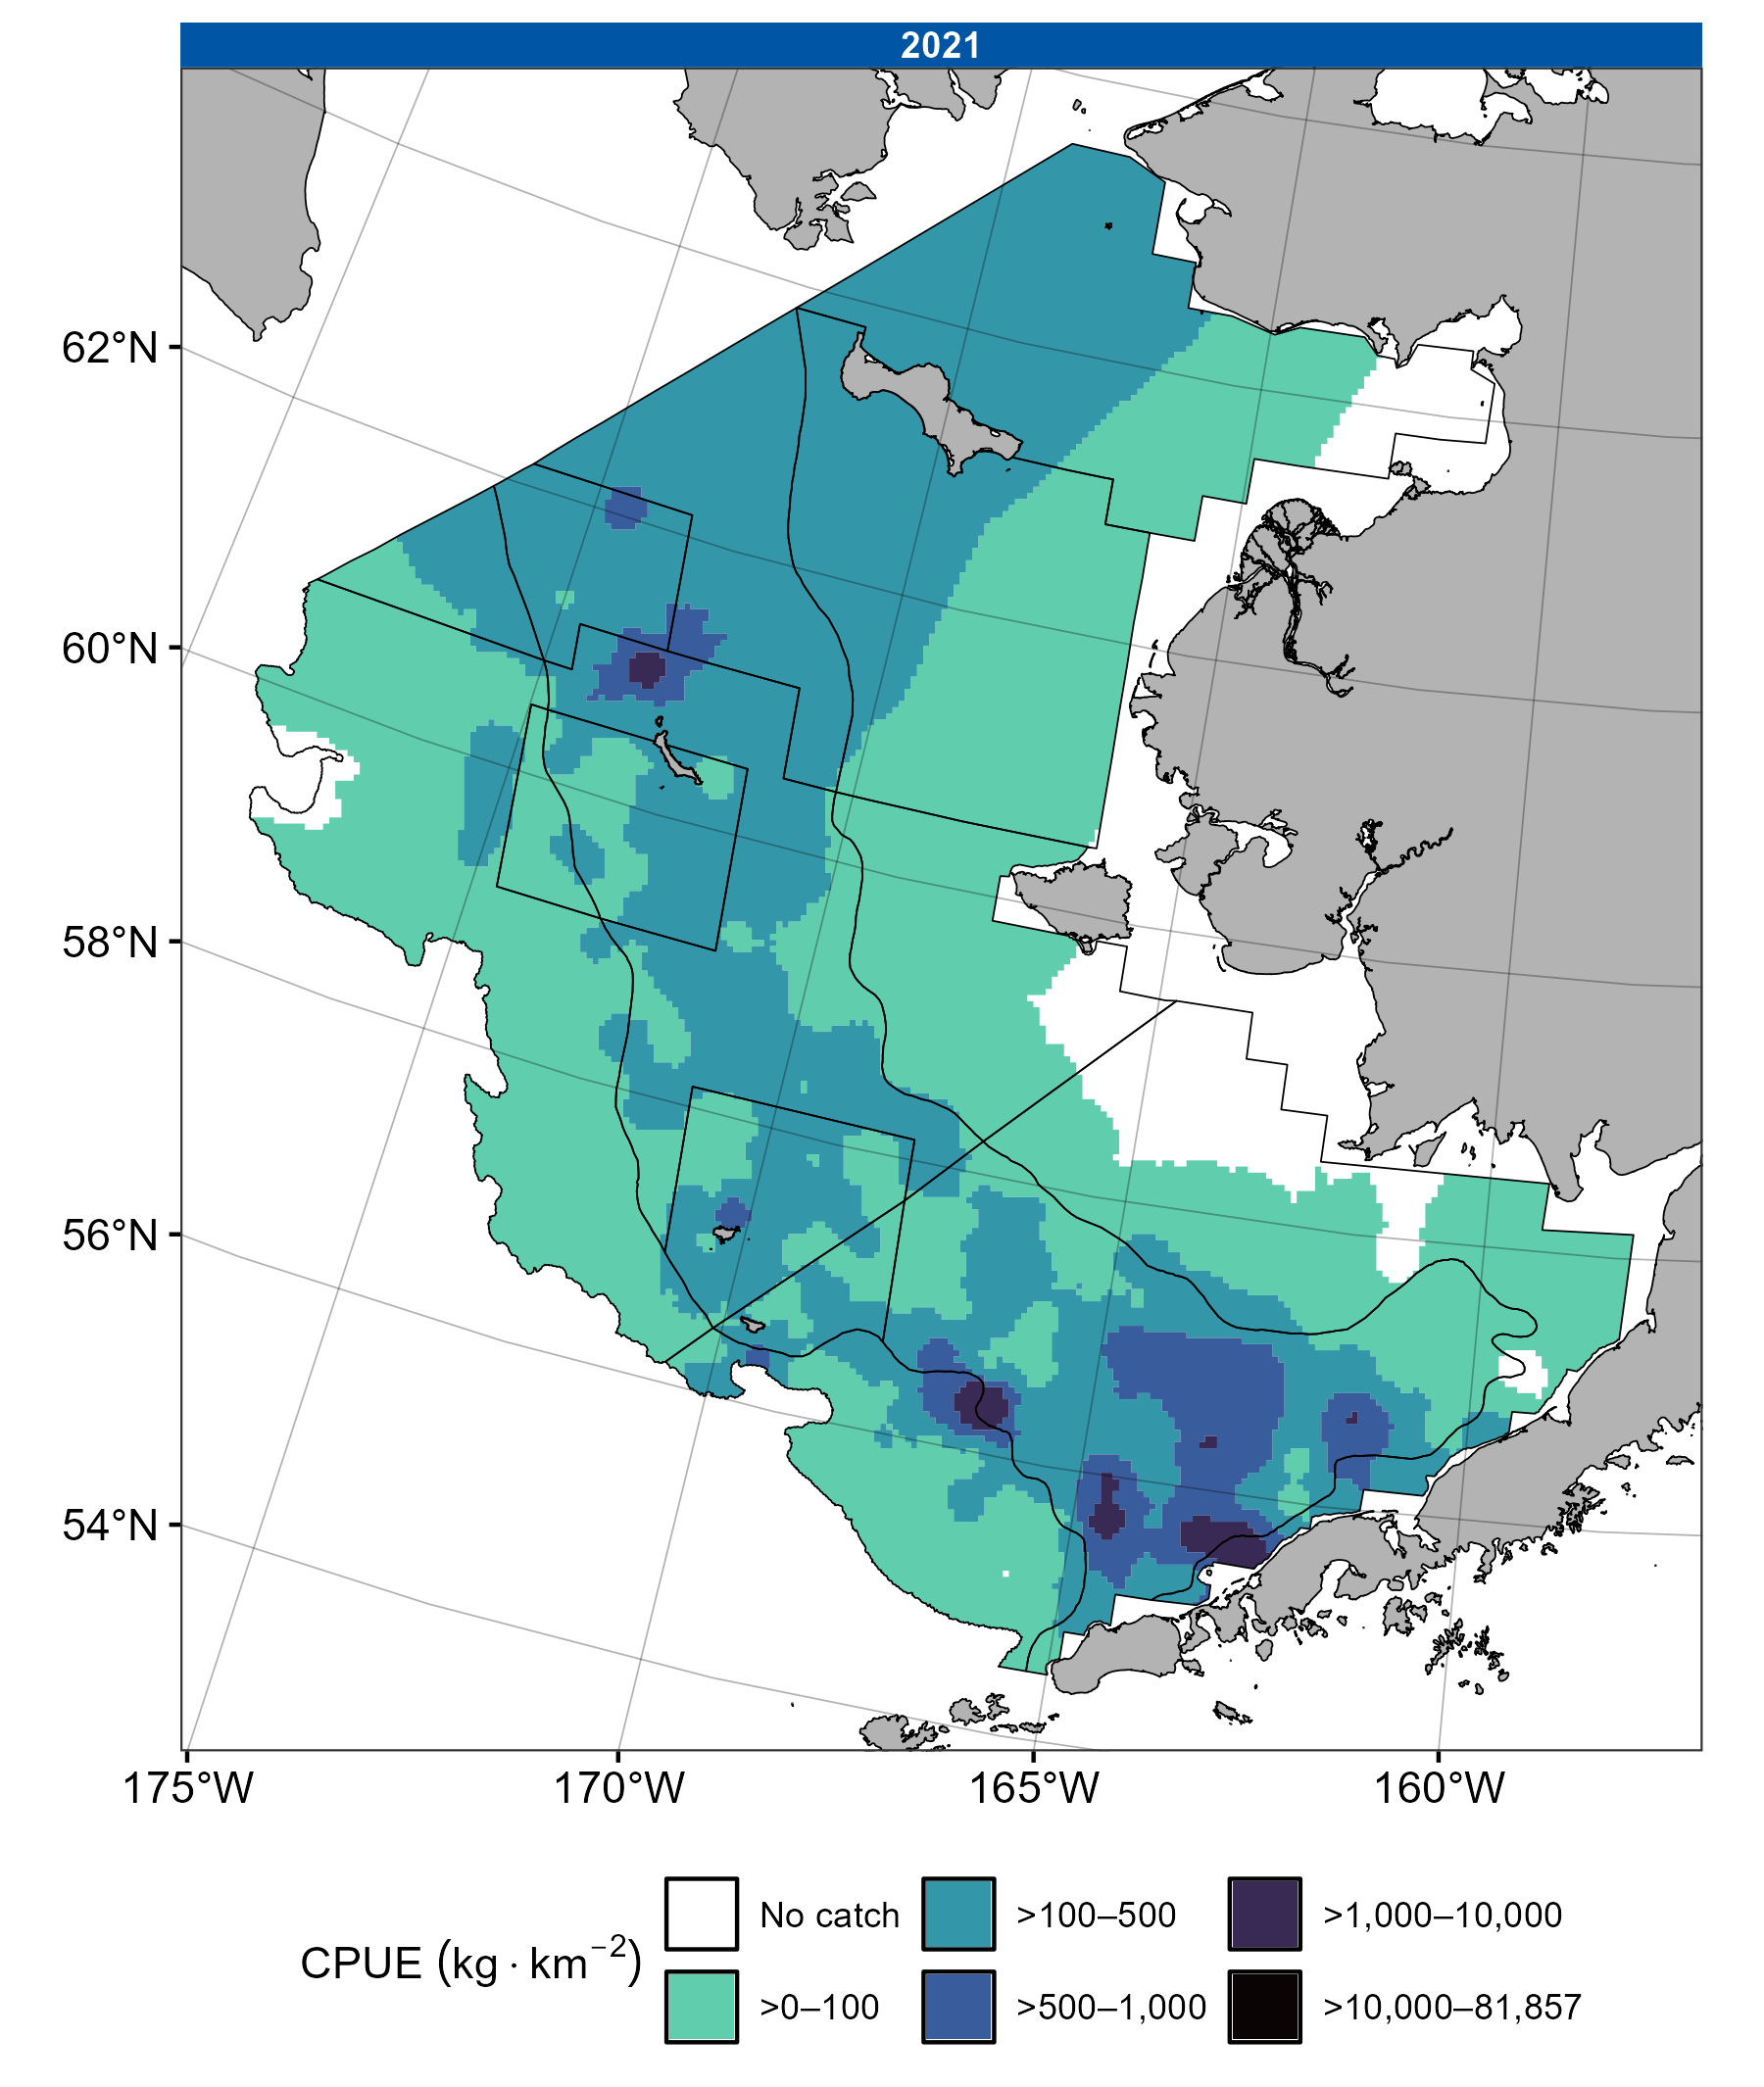 2021
62°N
60°N
58°N
56°N
54°N
175°W
170°W
165°W
160°W
CPUE (kg · km⁻²)
No catch
>0–100
>100–500
>500–1,000
>1,000–10,000
>10,000–81,857